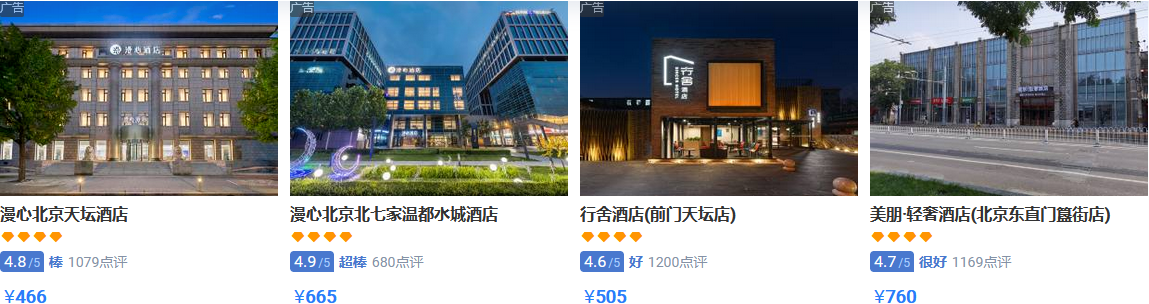 广告
漫心酒店
漫心北京天坛酒店
4.8/5 棒 1079点评
¥466
广告
漫心酒店
漫心北京北七家温都水城酒店
4.9/5 超棒 680点评
¥665
广告
行舍酒店
行舍酒店(前门天坛店)
4.6/5 好 1200点评
¥505
广告
美朋·轻奢酒店(北京东直门簋街店)
4.7/5 很好 1169点评
¥760